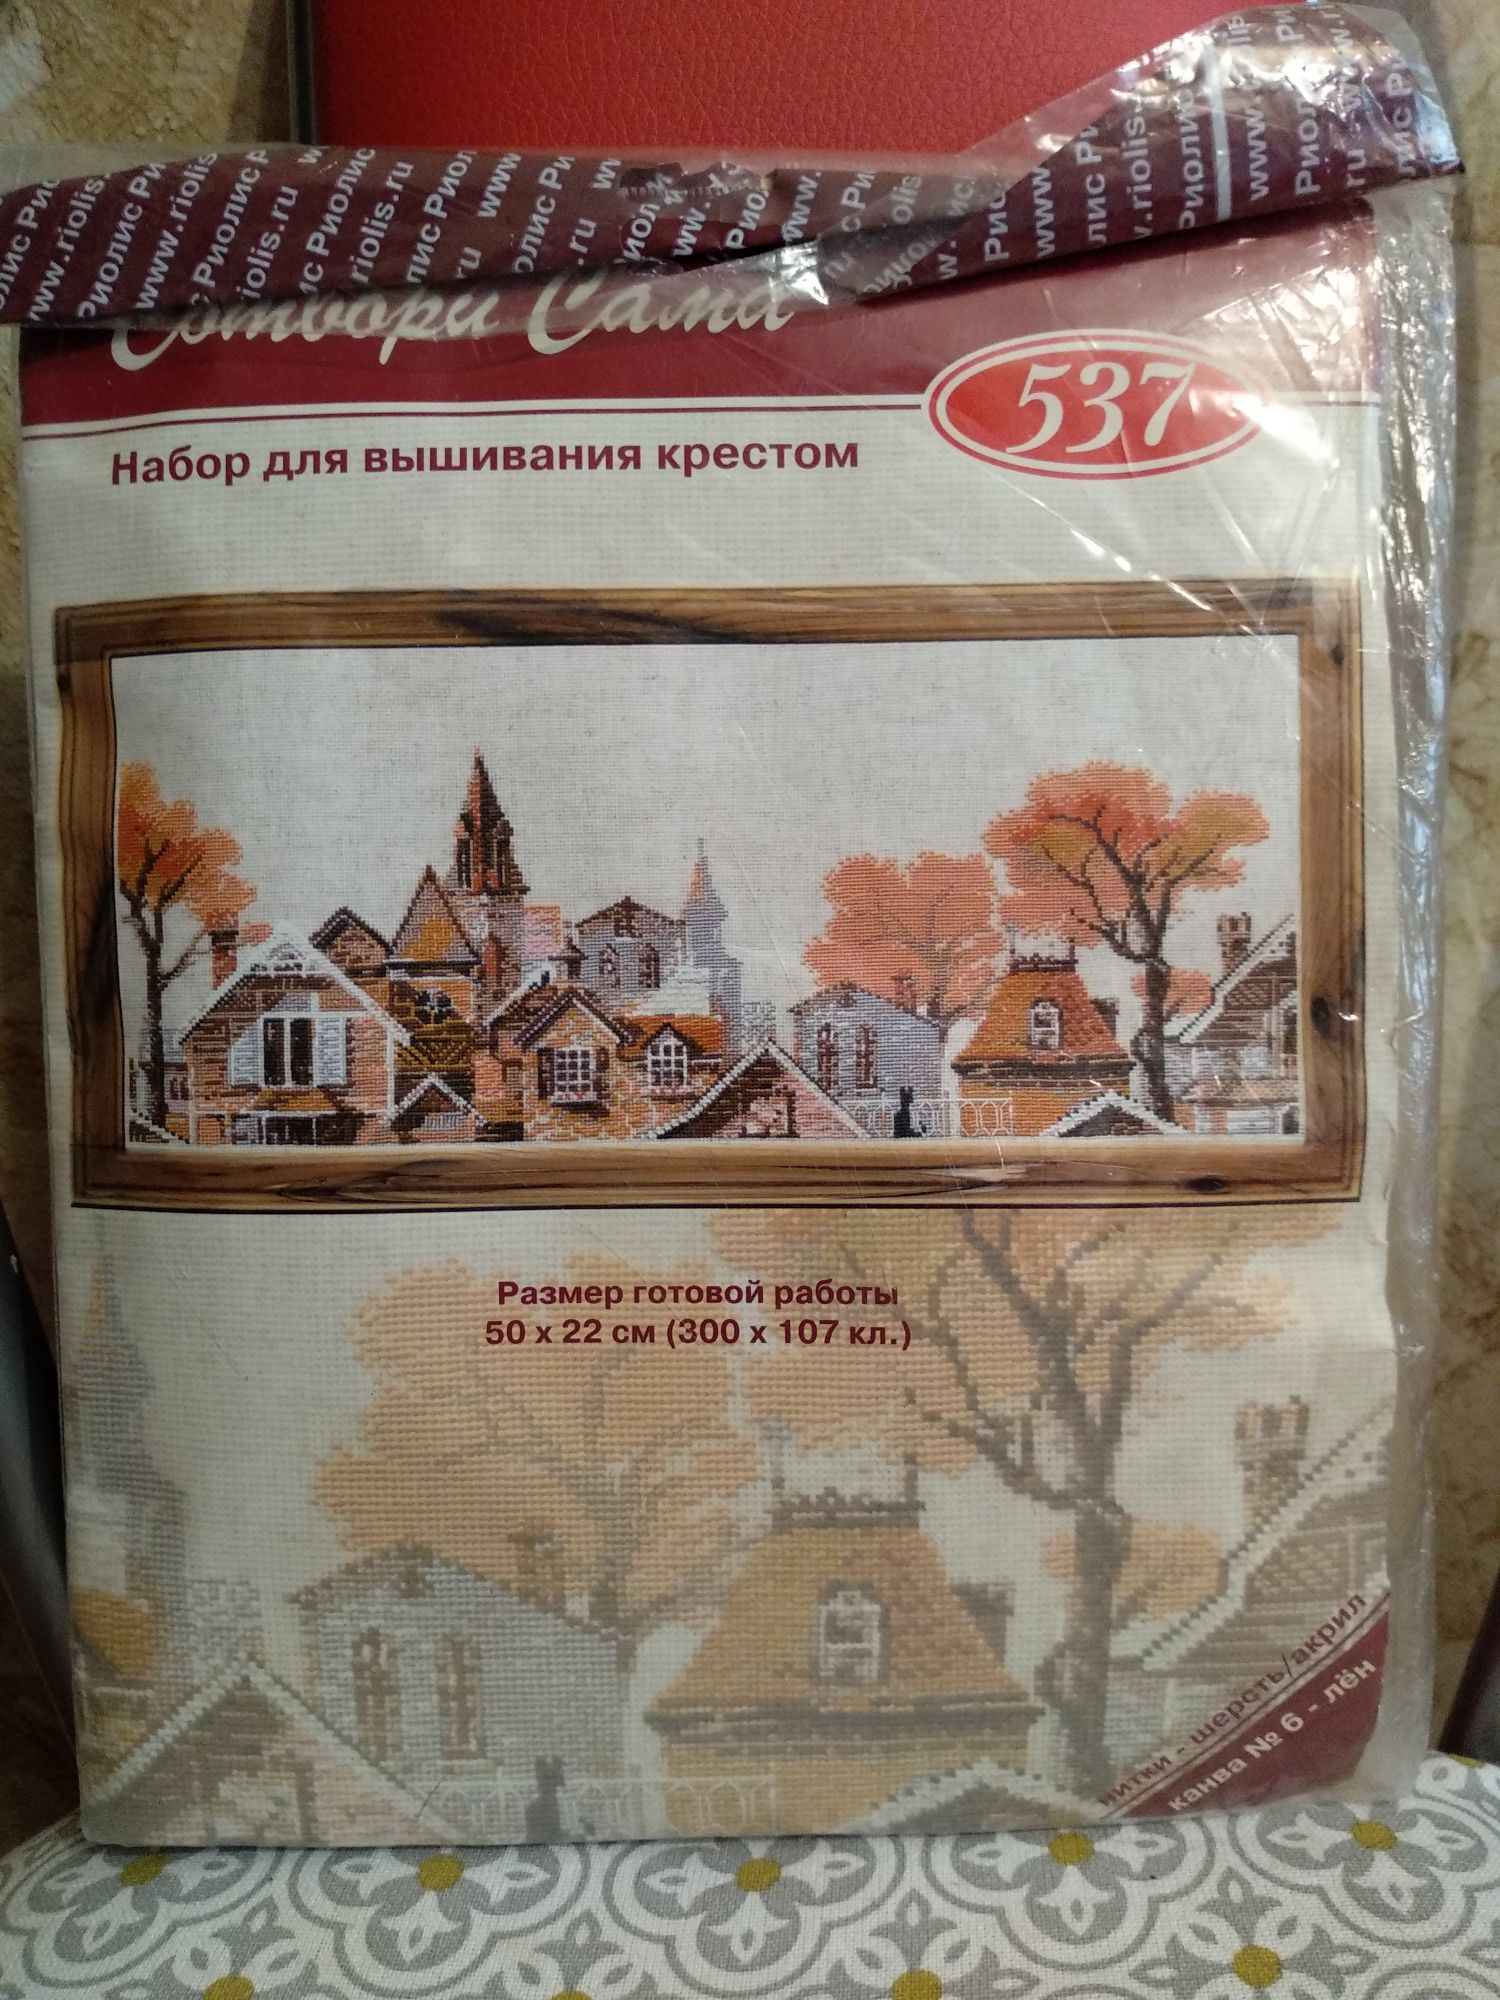 www.riolis.ru
Риолис
Сотвори Сама
537
Набор для вышивания крестом
Размер готовой работы
50 х 22 см (300 х 107 кл.)
нитки - шерсть/акрил
канва № 6 - лён